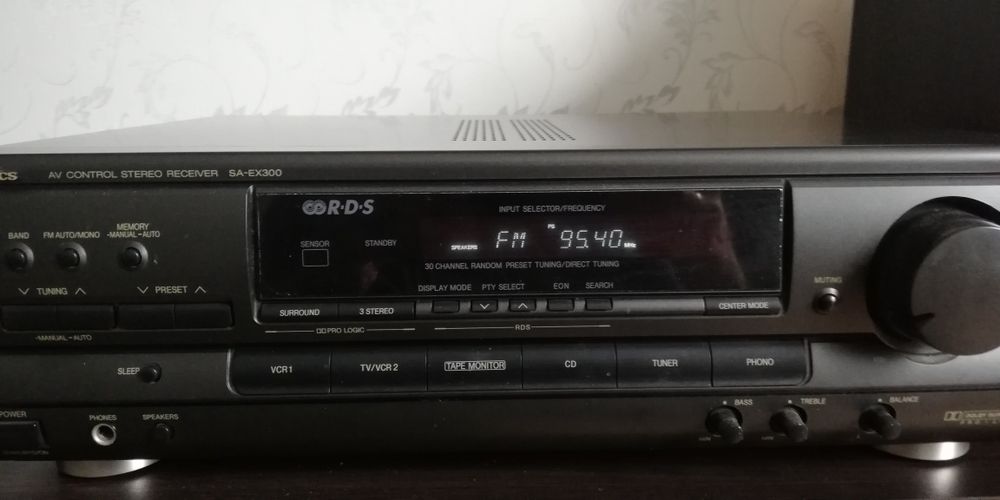 CS AV CONTROL STEREO RECEIVER SA-EX300
R·D·S
INPUT SELECTOR/FREQUENCY
SENSOR
STANDBY
SPEAKERS FM PS 95.40 MHz
30 CHANNEL RANDOM PRESET TUNING/DIRECT TUNING
DISPLAY MODE PTY SELECT EON SEARCH
BAND FM AUTO/MONO MEMORY
-MANUAL-AUTO
TUNING PRESET
-MANUAL-AUTO
SURROUND 3 STEREO CENTER MODE
PRO LOGIC RDS
MUTING
SLEEP
VCR 1 TV/VCR 2 TAPE MONITOR CD TUNER PHONO
POWER
PHONES SPEAKERS
BASS TREBLE BALANCE